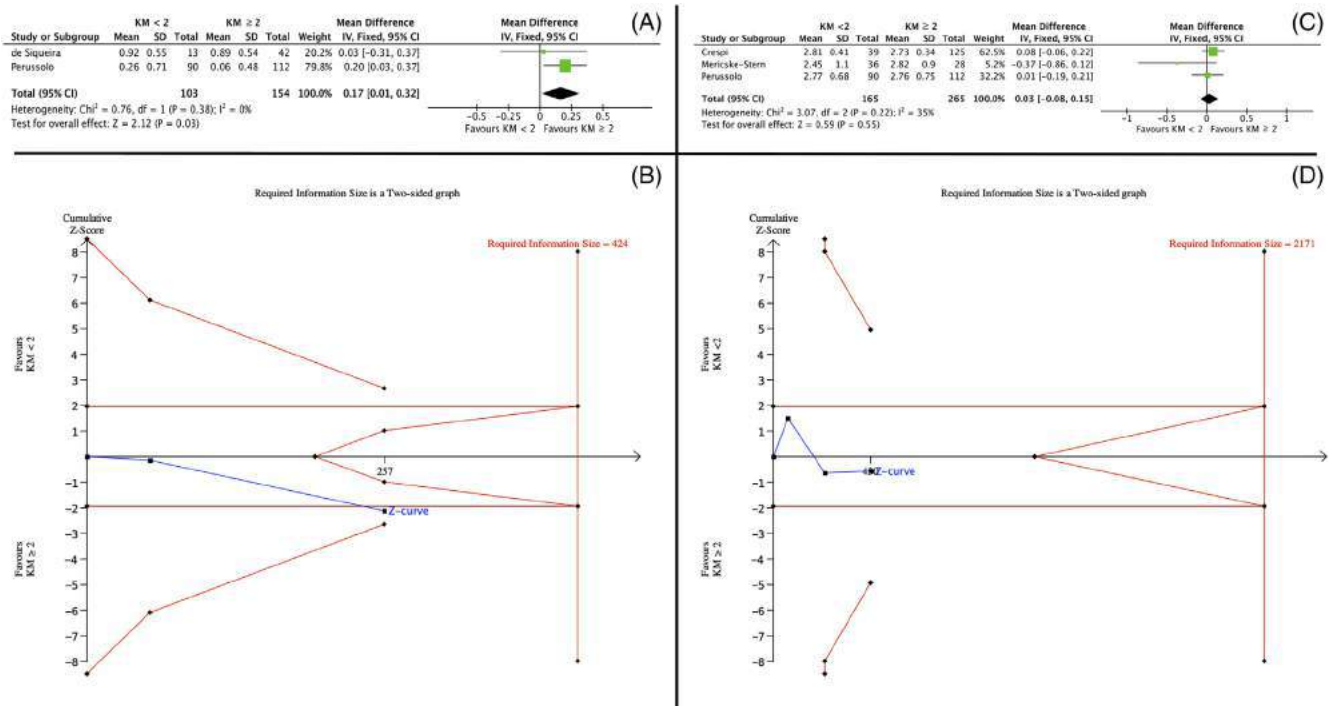 (A)
KM < 2 KM ≥ 2 Mean Difference Mean Difference
Study or Subgroup Mean SD Total Mean SD Total Weight IV, Fixed, 95% CI IV, Fixed, 95% CI
de Siqueira 0.92 0.55 13 0.89 0.54 42 20.2% 0.03 [-0.31, 0.37]
Perussolo 0.26 0.71 90 0.06 0.48 112 79.8% 0.20 [0.03, 0.37]
Total (95% CI) 103 154 100.0% 0.17 [0.01, 0.32]
Heterogeneity: Chi² = 0.76, df = 1 (P = 0.38); I² = 0%
Test for overall effect: Z = 2.12 (P = 0.03)
-0.5 -0.25 0 0.25 0.5
Favours KM < 2 Favours KM ≥ 2
(C)
KM <2 KM ≥ 2 Mean Difference Mean Difference
Study or Subgroup Mean SD Total Mean SD Total Weight IV, Fixed, 95% CI IV, Fixed, 95% CI
Crespi 2.81 0.41 39 2.73 0.34 125 62.5% 0.08 [-0.06, 0.22]
Mericske-Stern 2.45 1.1 36 2.82 0.9 28 5.2% -0.37 [-0.86, 0.12]
Perussolo 2.77 0.68 90 2.76 0.75 112 32.2% 0.01 [-0.19, 0.21]
Total (95% CI) 165 265 100.0% 0.03 [-0.08, 0.15]
Heterogeneity: Chi² = 3.07, df = 2 (P = 0.22); I² = 35%
Test for overall effect: Z = 0.59 (P = 0.55)
-1 -0.5 0 0.5 1
Favours KM <2 Favours KM ≥ 2
(B)
Required Information Size is a Two-sided graph
Cumulative
Z-Score
Required Information Size = 424
8
7
6
5
4
3
2
1
-1
-2
-3
-4
-5
-6
-7
-8
Favours
KM < 2
Favours
KM ≥ 2
257
Z-curve
(D)
Required Information Size is a Two-sided graph
Cumulative
Z-Score
Required Information Size = 2171
8
7
6
5
4
3
2
1
-1
-2
-3
-4
-5
-6
-7
-8
Favours
KM <2
Favours
KM ≥ 2
Z-curve